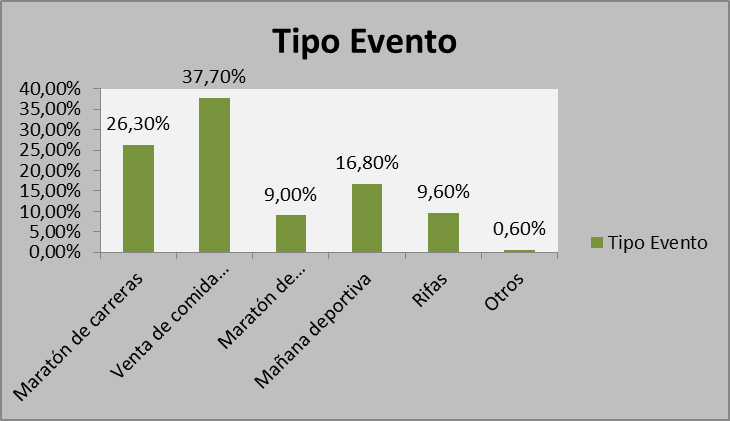 Tipo Evento
40,00%
35,00%
30,00%
25,00%
20,00%
15,00%
10,00%
5,00%
0,00%
26,30%
37,70%
9,00%
16,80%
9,60%
0,60%
Maratón de carreras
Venta de comida...
Maratón de...
Mañana deportiva
Rifas
Otros
Tipo Evento